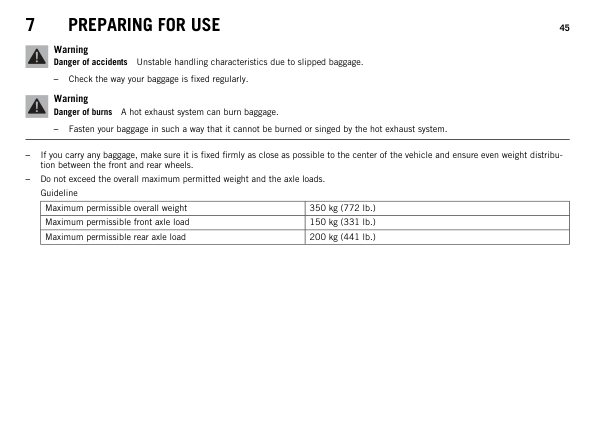 7 PREPARING FOR USE 45
Warning
Danger of accidents Unstable handling characteristics due to slipped baggage.
– Check the way your baggage is fixed regularly.
Warning
Danger of burns A hot exhaust system can burn baggage.
– Fasten your baggage in such a way that it cannot be burned or singed by the hot exhaust system.
– If you carry any baggage, make sure it is fixed firmly as close as possible to the center of the vehicle and ensure even weight distribu-
tion between the front and rear wheels.
– Do not exceed the overall maximum permitted weight and the axle loads.
Guideline
Maximum permissible overall weight 350 kg (772 lb.)
Maximum permissible front axle load 150 kg (331 lb.)
Maximum permissible rear axle load 200 kg (441 lb.)